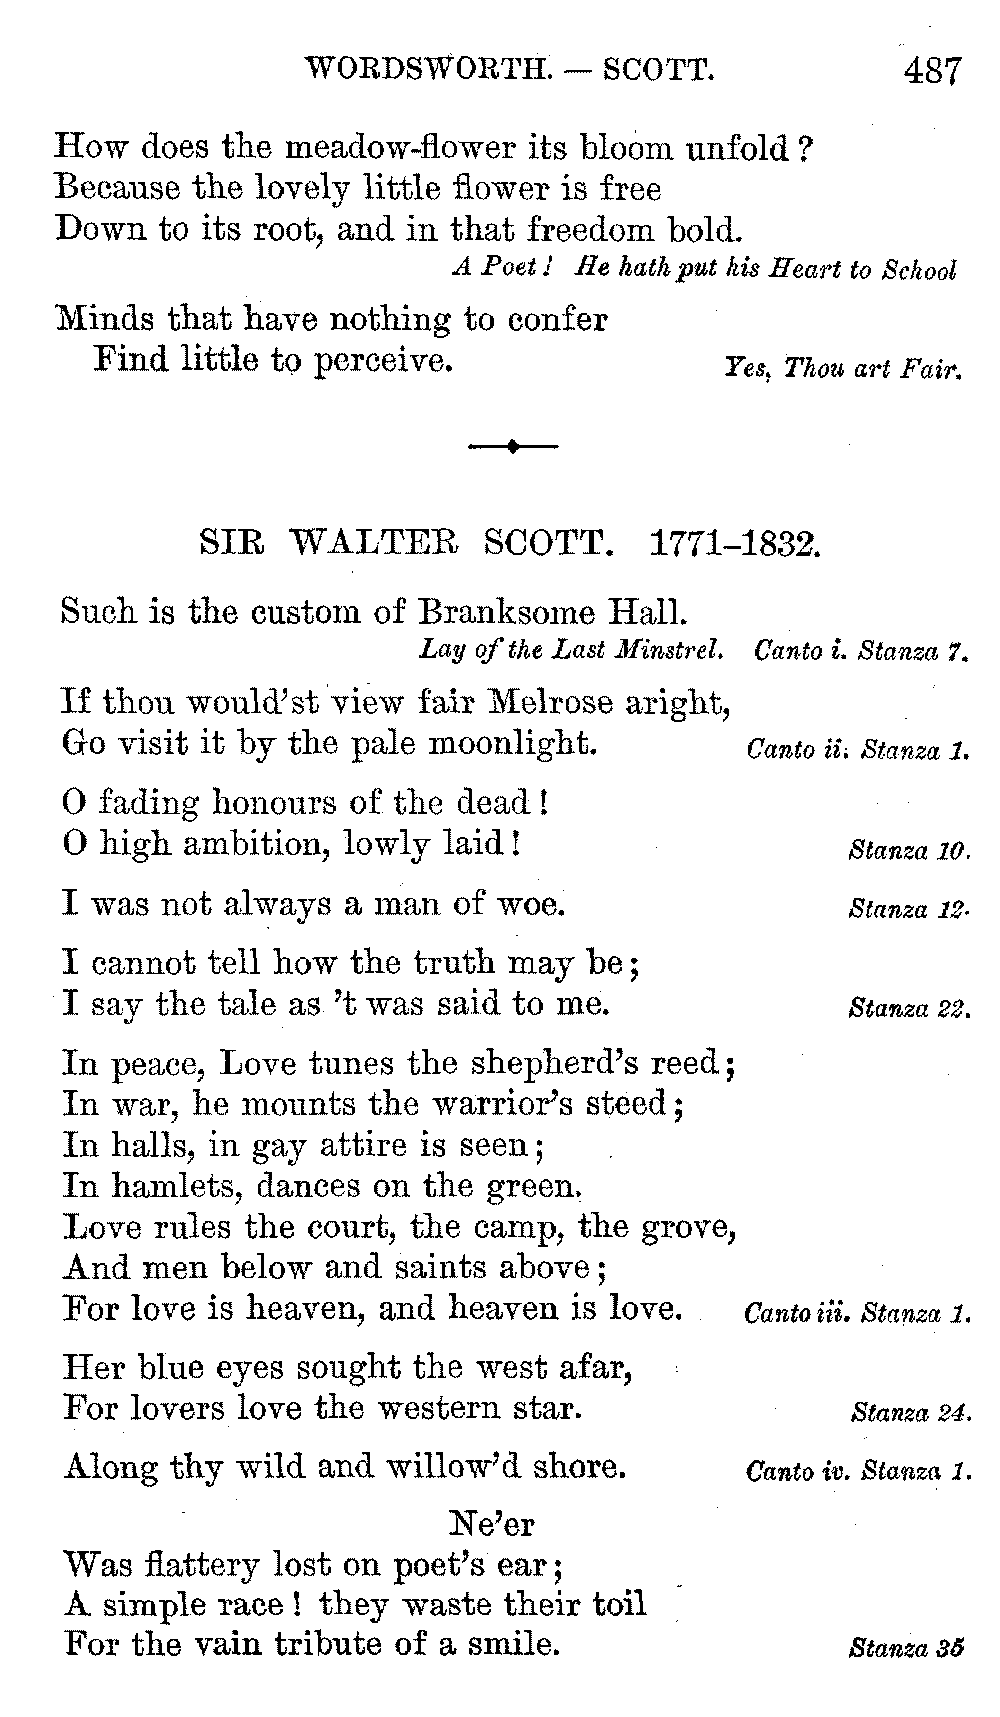 WORDSWORTH. — SCOTT. 487
How does the meadow-flower its bloom unfold?
Because the lovely little flower is free
Down to its root, and in that freedom bold.
A Poet! He hath put his Heart to School
Minds that have nothing to confer
Find little to perceive. Yes, Thou art Fair.
SIR WALTER SCOTT. 1771–1832.
Such is the custom of Branksome Hall.
Lay of the Last Minstrel. Canto i. Stanza 7.
If thou would'st view fair Melrose aright,
Go visit it by the pale moonlight. Canto ii. Stanza 1.
O fading honours of the dead!
O high ambition, lowly laid! Stanza 10.
I was not always a man of woe. Stanza 12.
I cannot tell how the truth may be;
I say the tale as 't was said to me. Stanza 22.
In peace, Love tunes the shepherd's reed;
In war, he mounts the warrior's steed;
In halls, in gay attire is seen;
In hamlets, dances on the green.
Love rules the court, the camp, the grove,
And men below and saints above;
For love is heaven, and heaven is love. Canto iii. Stanza 1.
Her blue eyes sought the west afar,
For lovers love the western star. Stanza 24.
Along thy wild and willow'd shore. Canto iv. Stanza 1.
Ne'er
Was flattery lost on poet's ear;
A simple race! they waste their toil
For the vain tribute of a smile. Stanza 35